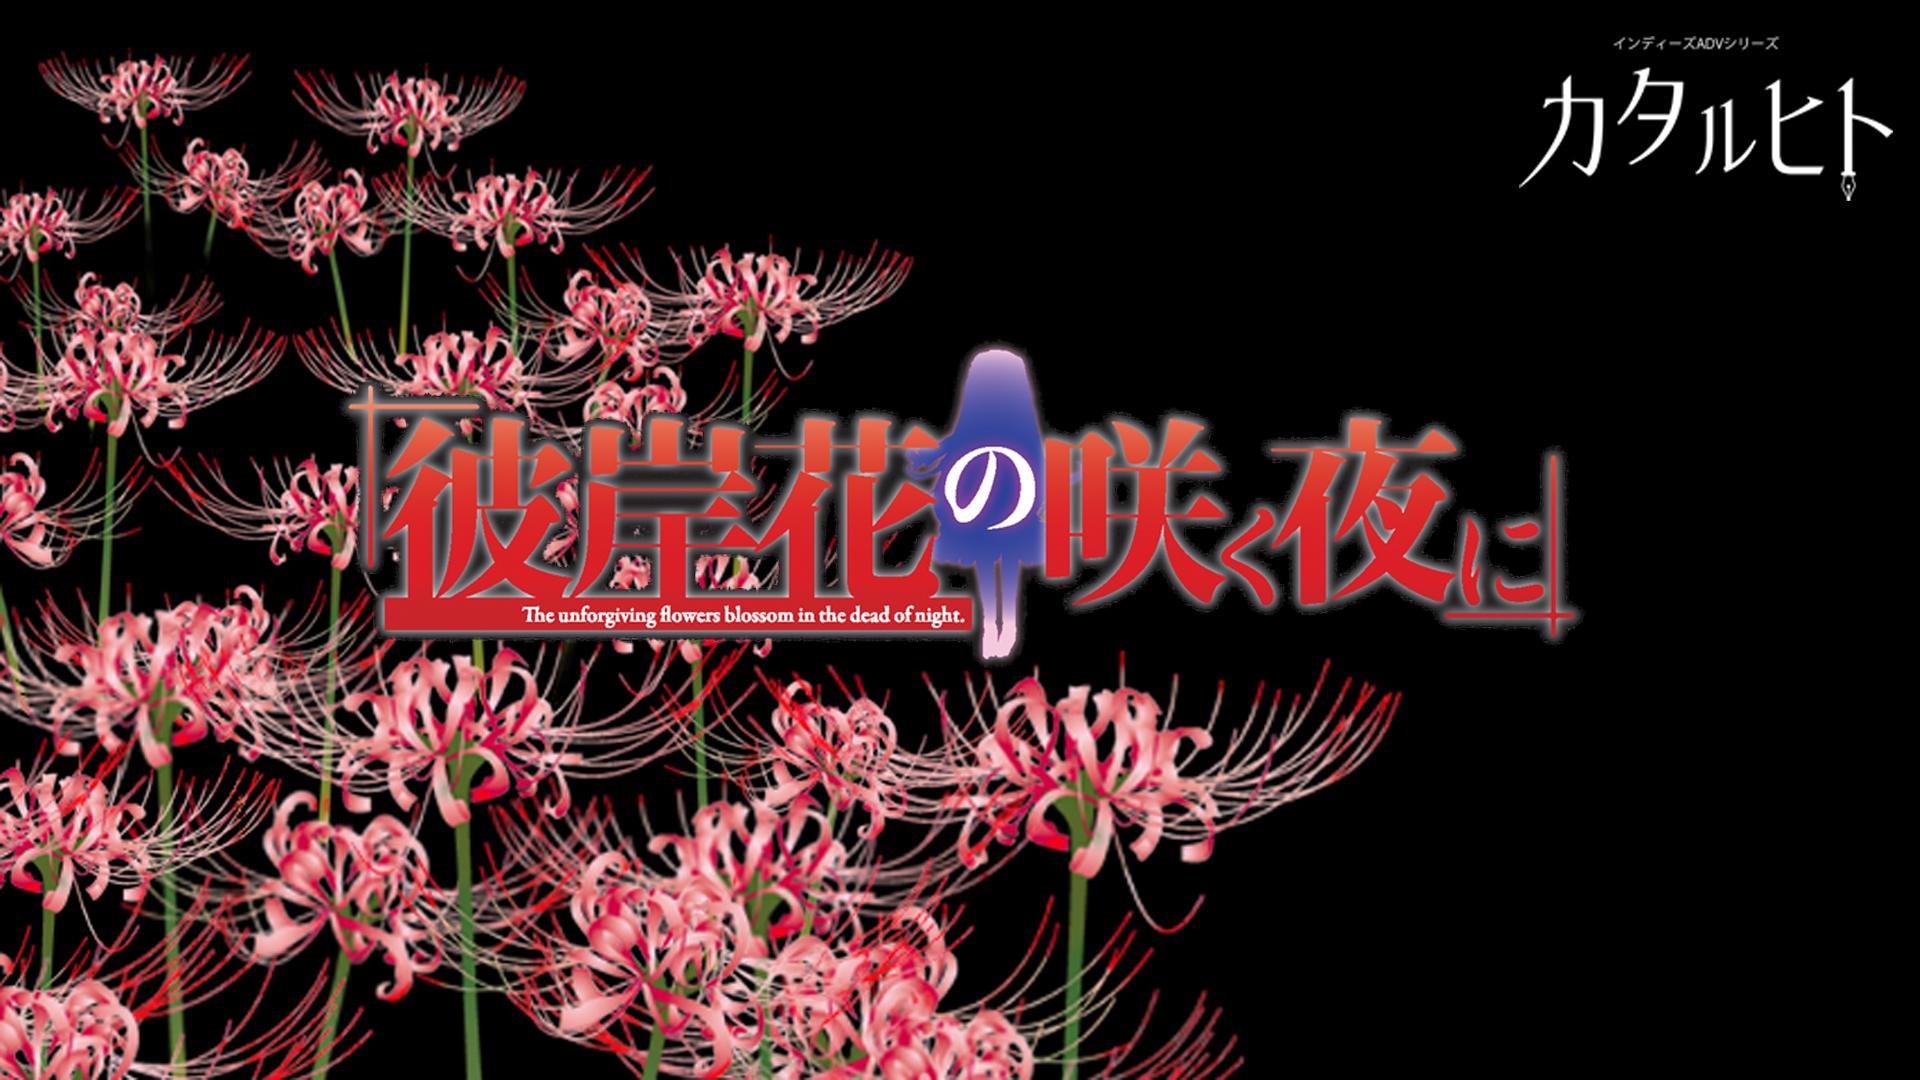 インディーズADVシリーズ
カタルヒト
彼岸花の咲く夜に
The unforgiving flowers blossom in the dead of night.